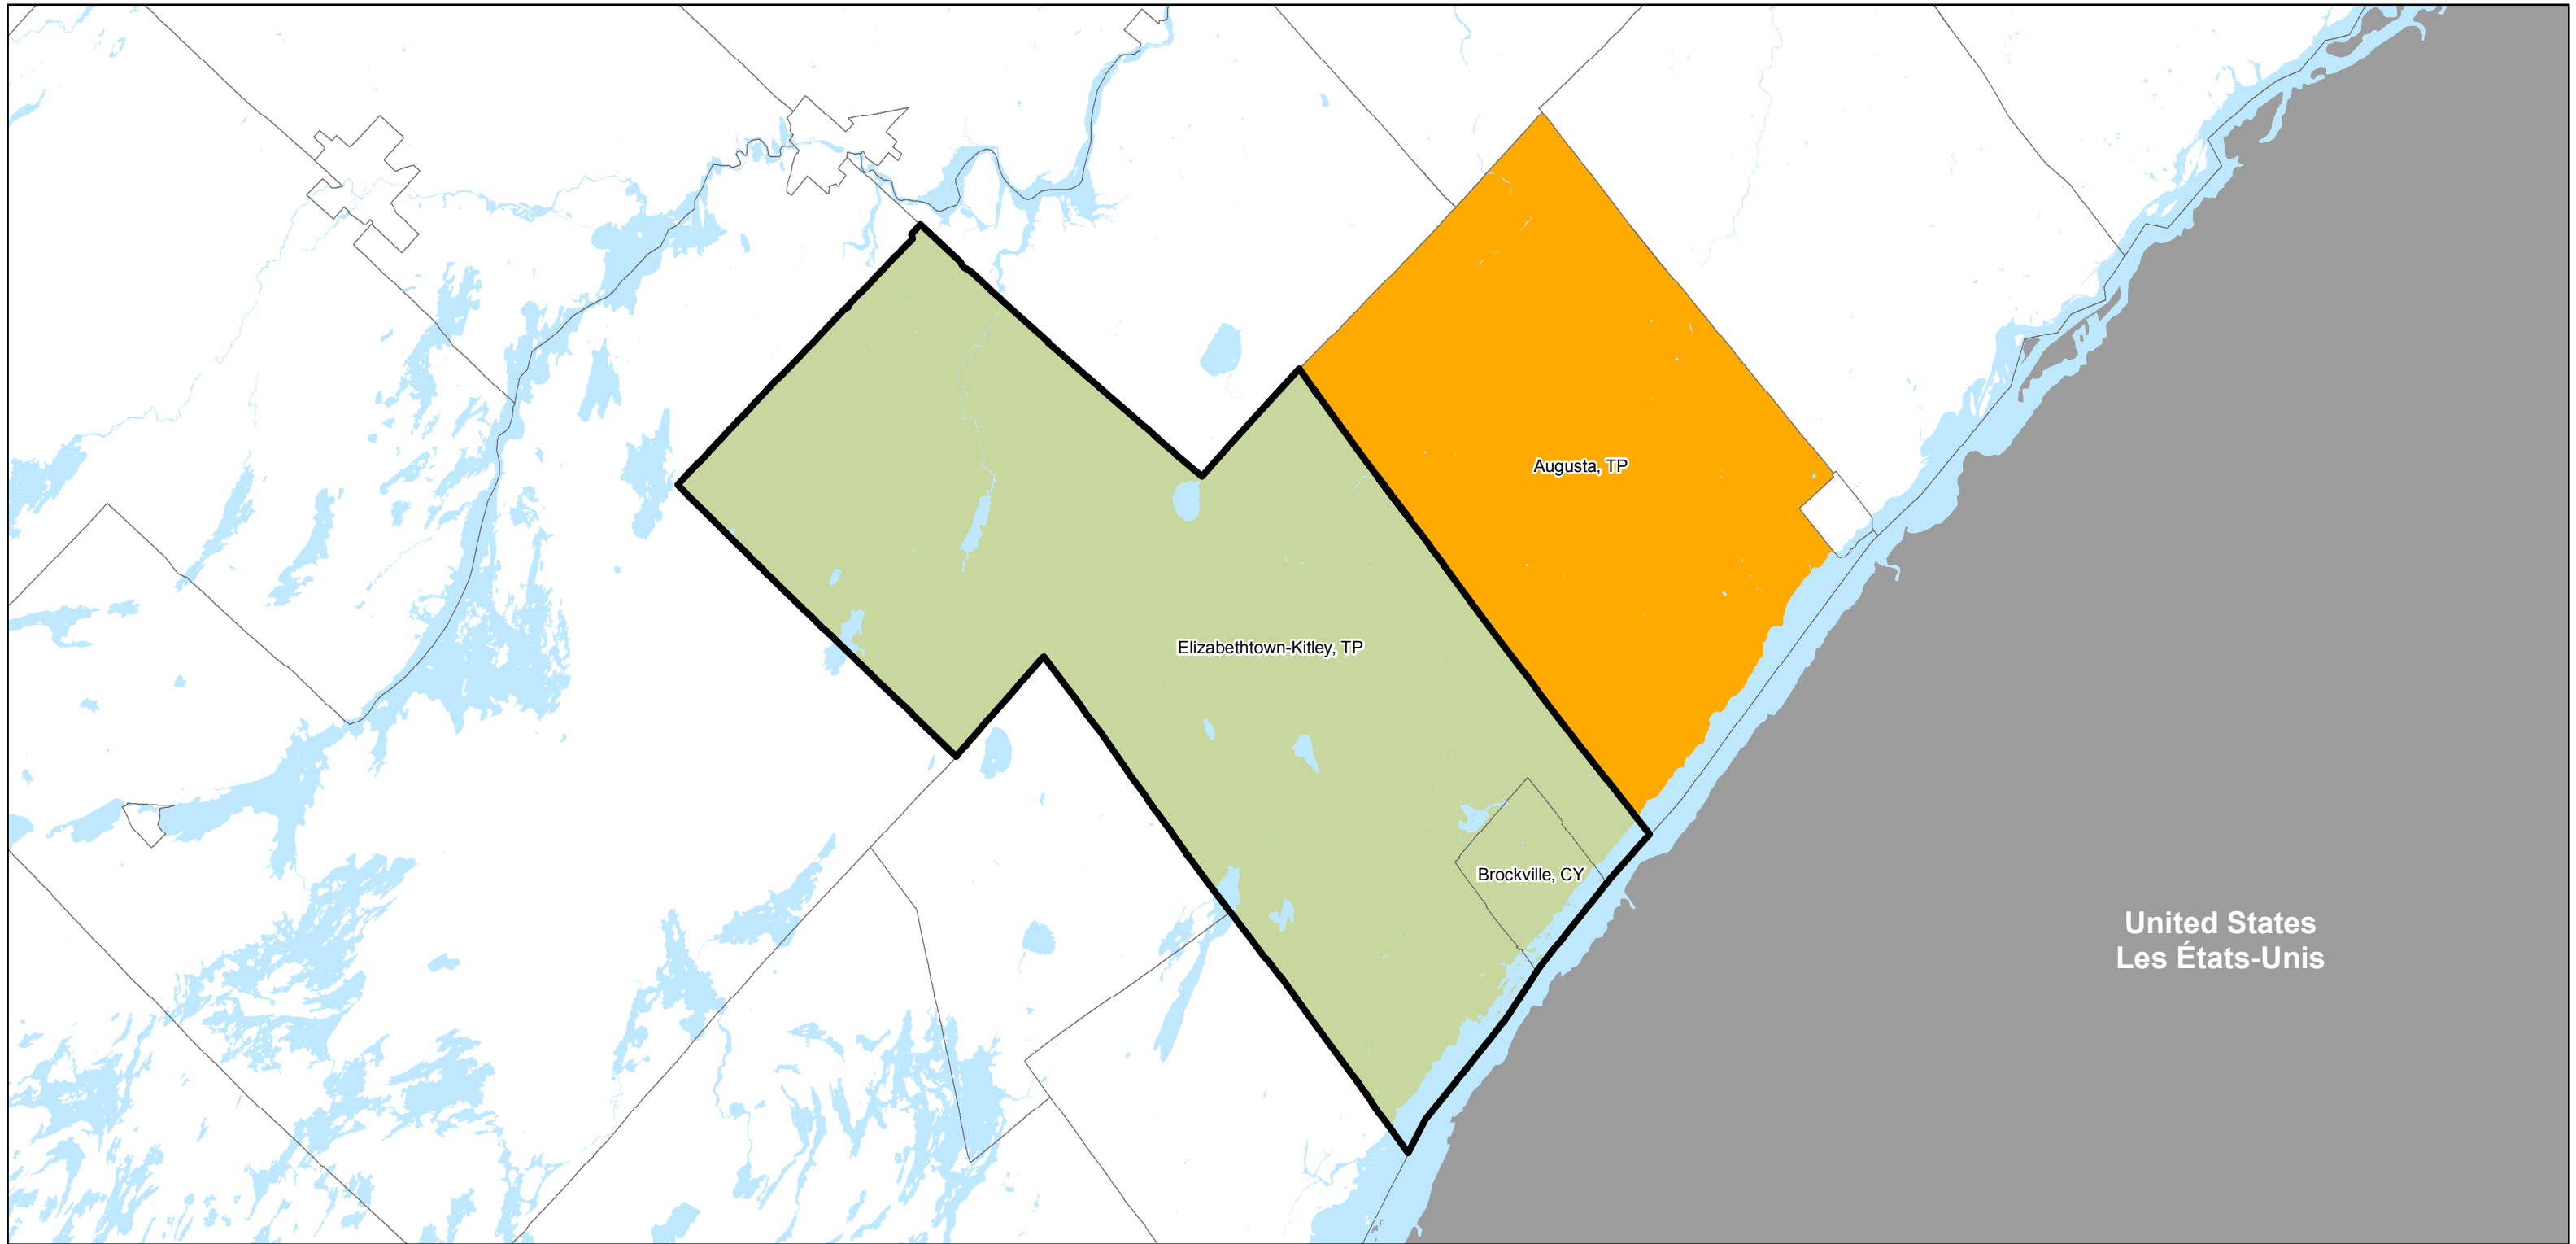 Augusta, TP
Elizabethtown-Kitley, TP
Brockville, CY
United States
Les États-Unis